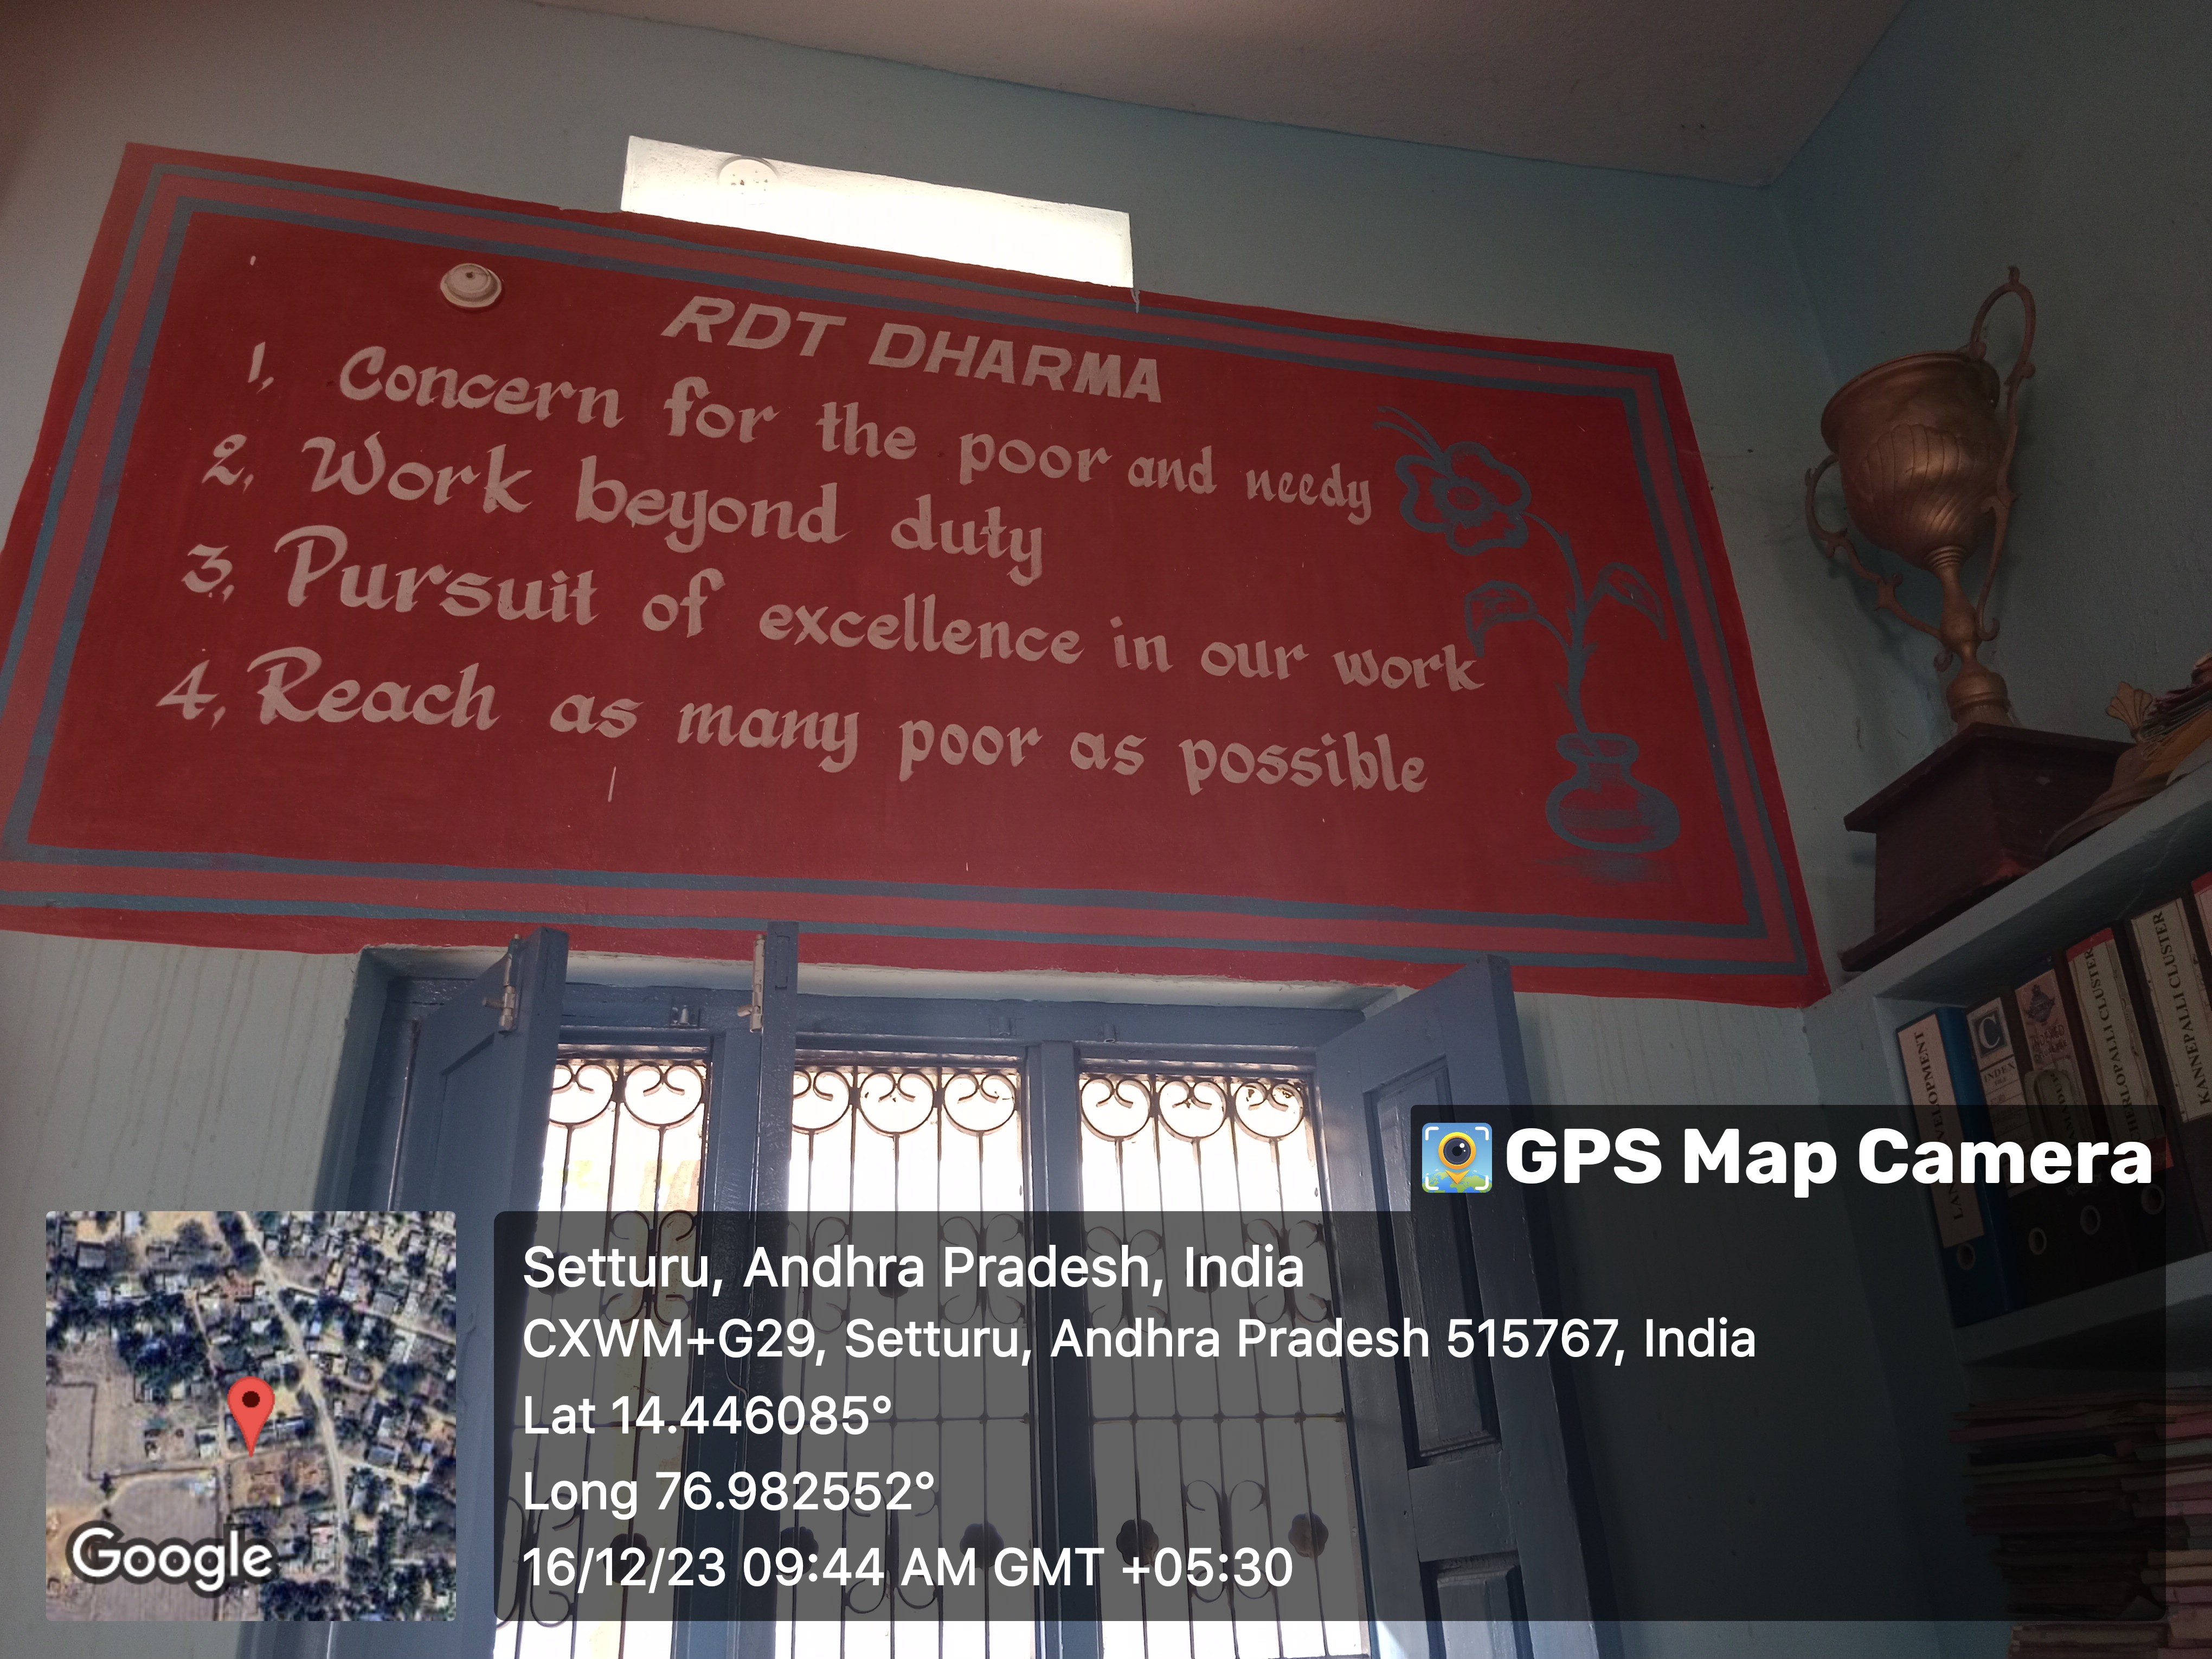 RDT DHARMA
1, Concern for the poor and needy
2, Work beyond duty
3, Pursuit of excellence in our work
4, Reach as many poor as possible
C
INDEX
CLUSTER
KANNEPALLI CLUSTER
GPS Map Camera
Setturu, Andhra Pradesh, India
CXWM+G29, Setturu, Andhra Pradesh 515767, India
Lat 14.446085°
Long 76.982552°
16/12/23 09:44 AM GMT +05:30
Google